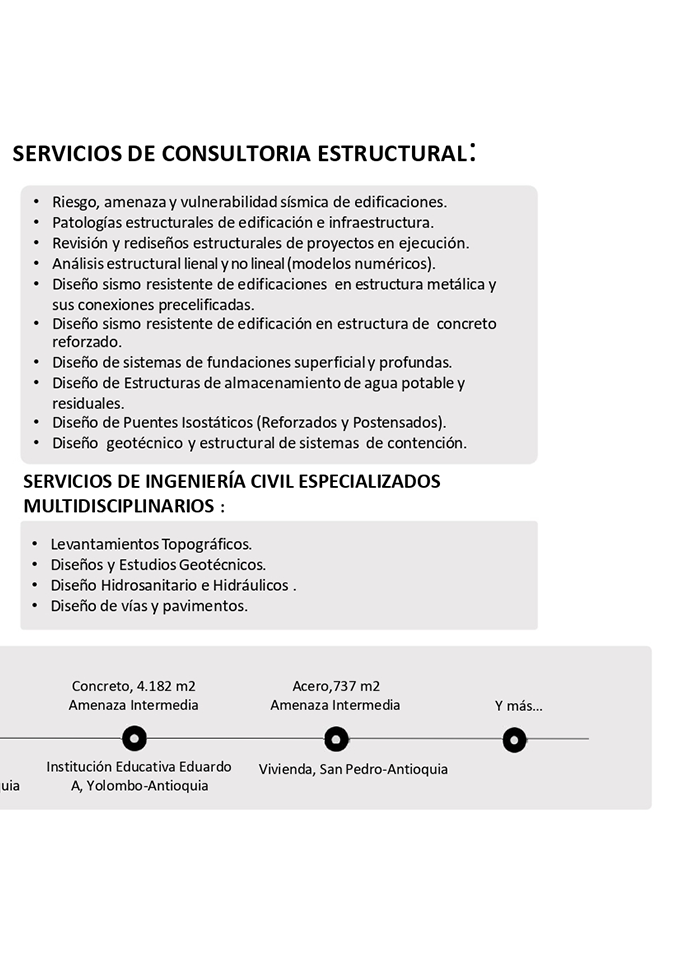 SERVICIOS DE CONSULTORIA ESTRUCTURAL:
• Riesgo, amenaza y vulnerabilidad sísmica de edificaciones.
• Patologías estructurales de edificación e infraestructura.
• Revisión y rediseños estructurales de proyectos en ejecución.
• Análisis estructural lienal y no lineal (modelos numéricos).
• Diseño sismo resistente de edificaciones en estructura metálica y
sus conexiones precelificadas.
• Diseño sismo resistente de edificación en estructura de concreto
reforzado.
• Diseño de sistemas de fundaciones superficial y profundas.
• Diseño de Estructuras de almacenamiento de agua potable y
residuales.
• Diseño de Puentes Isostáticos (Reforzados y Postensados).
• Diseño geotécnico y estructural de sistemas de contención.
SERVICIOS DE INGENIERÍA CIVIL ESPECIALIZADOS
MULTIDISCIPLINARIOS :
• Levantamientos Topográficos.
• Diseños y Estudios Geotécnicos.
• Diseño Hidrosanitario e Hidráulicos .
• Diseño de vías y pavimentos.
Concreto, 4.182 m2
Amenaza Intermedia
Acero,737 m2
Amenaza Intermedia
Y más...
uia
Institución Educativa Eduardo
A, Yolombo-Antioquia
Vivienda, San Pedro-Antioquia